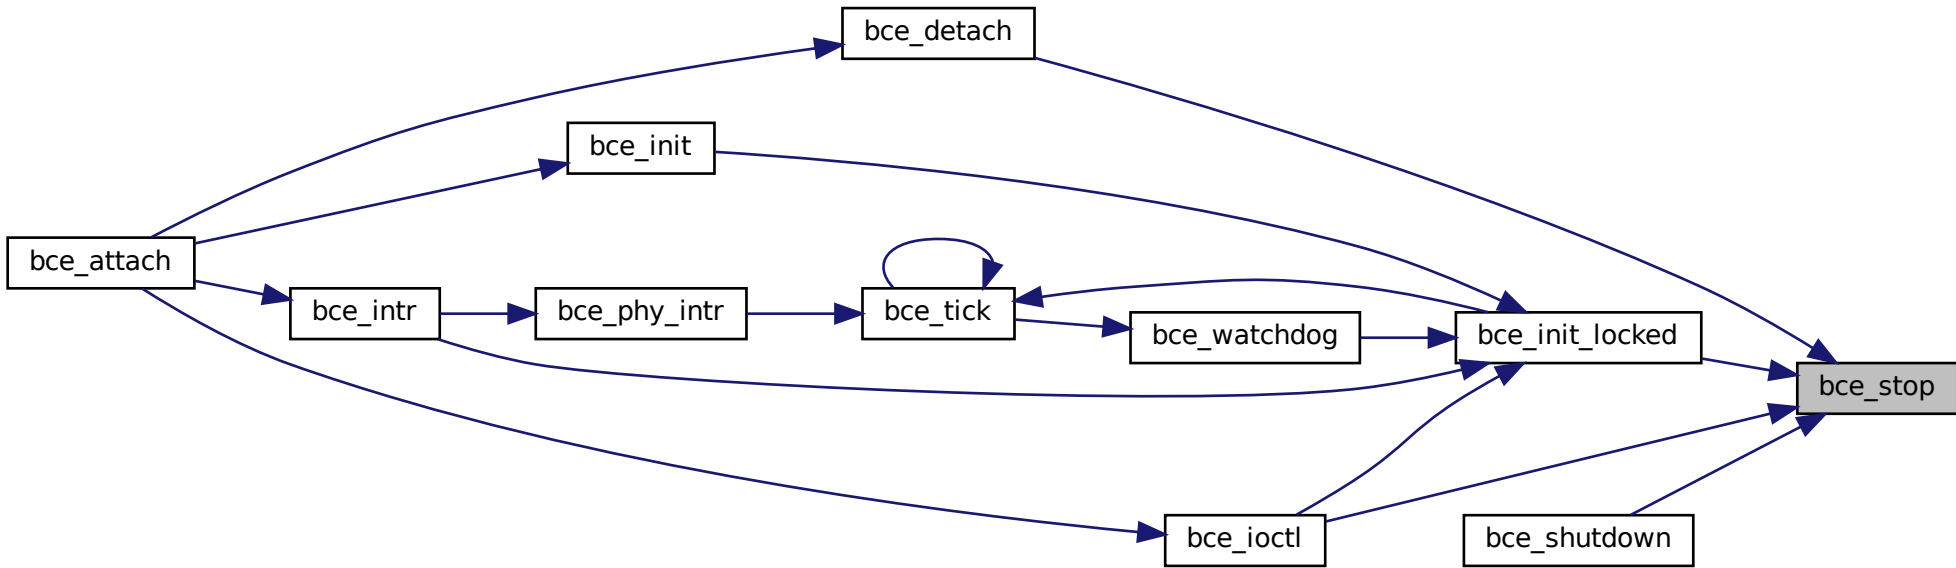 bce_detach
bce_init
bce_attach
bce_intr
bce_phy_intr
bce_tick
bce_watchdog
bce_init_locked
bce_stop
bce_ioctl
bce_shutdown